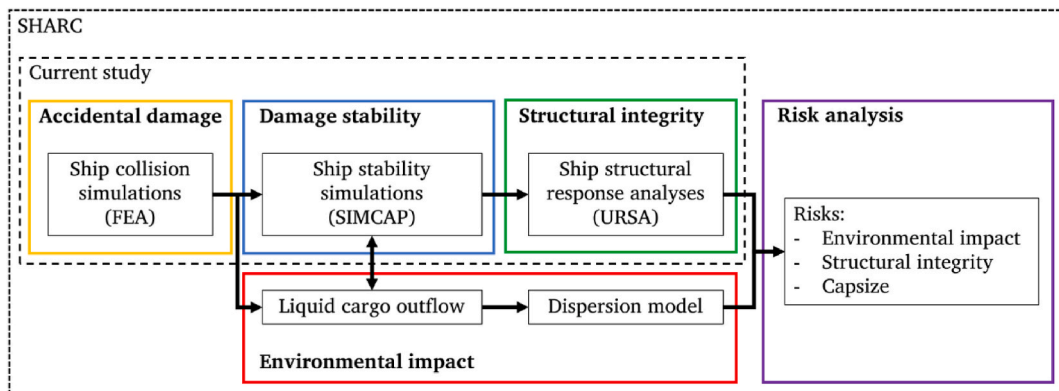 SHARC
Current study
Accidental damage
Ship collision
simulations
(FEA)
Damage stability
Ship stability
simulations
(SIMCAP)
Structural integrity
Ship structural
response analyses
(URSA)
Risk analysis
Risks:
- Environmental impact
- Structural integrity
- Capsize
Liquid cargo outflow
Dispersion model
Environmental impact